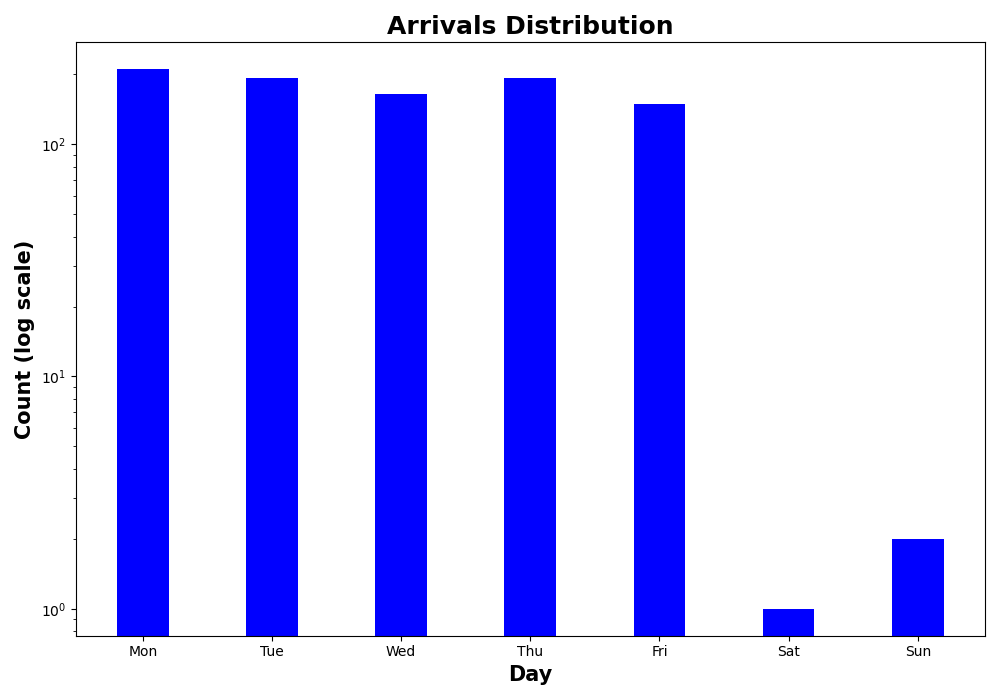 Arrivals Distribution
Count (log scale)
10²
10¹
10⁰
Mon Tue Wed Thu Fri Sat Sun
Day